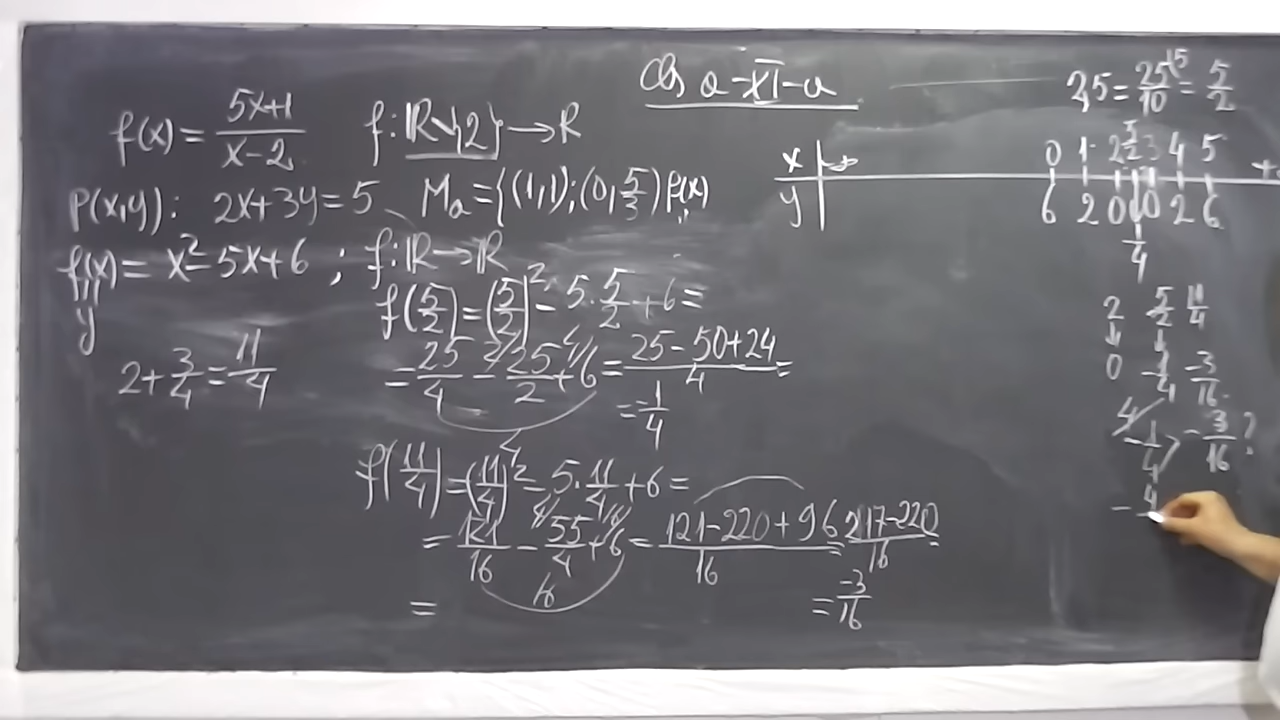 Cls a-XI-a
f(x) = (5x+1)/(x-2) f: R\{2} → R
P(x,y): 2x+3y=5 Ma = {(1,1); (0, 5/3) f(x)
f(x) = x²-5x+6 ; f: R → R
y
f(5/2) = (5/2)² - 5·5/2 + 6 =
2 + 3/4 = 11/4
= 25/4 - 25/2 + 6 = (25-50+24)/4 =
= -1/4
f(11/4) = (11/4)² - 5·11/4 + 6 =
= 121/16 - 55/4 + 6 = (121-220+96)/16 = (217-220)/16 =
=
= -3/16
2,5 = 25/10 = 5/2
x -∞ 0 1 2 5/2 3 4 5 +
y 6 2 0 0 2 6
1/4
2 5/2 11/4
↓ ↓ ↓
0 -1/4 -3/16
-1/4 > -3/16 ?
-4